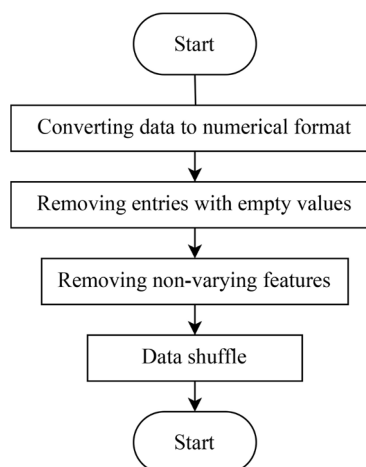 Start
Converting data to numerical format
Removing entries with empty values
Removing non-varying features
Data shuffle
Start